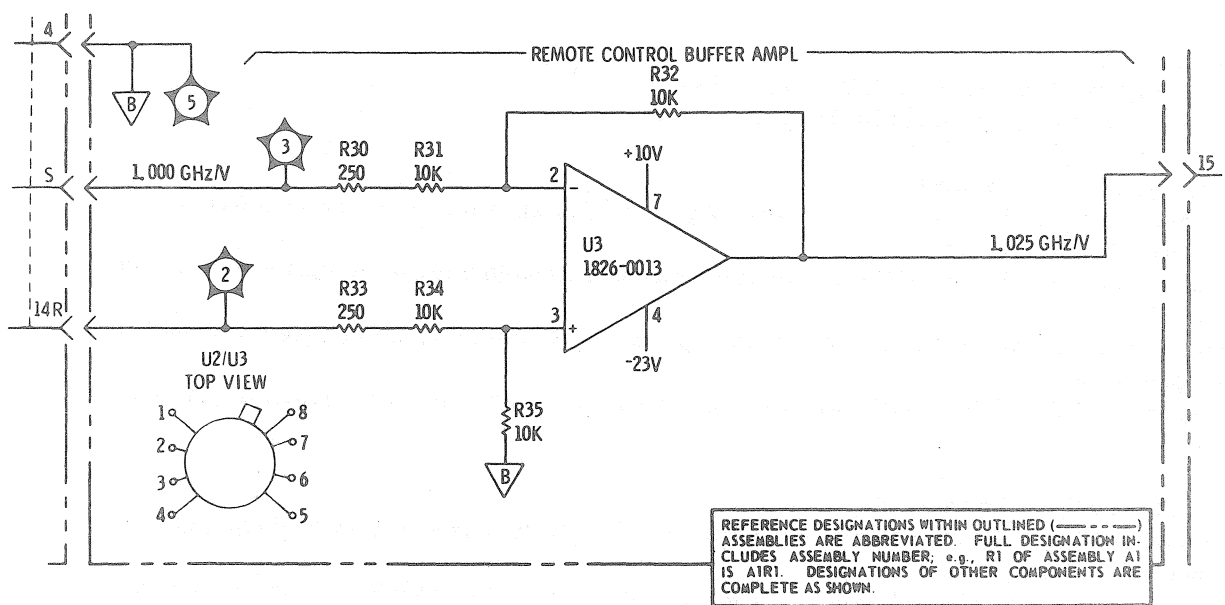 4
REMOTE CONTROL BUFFER AMPL
B
5
R32
10K
3
S
1,000 GHz/V
R30
250
R31
10K
+10V
2
-
7
15
U3
1826-0013
1,025 GHz/V
2
14R
R33
250
R34
10K
3
+
4
-23V
U2/U3
TOP VIEW
1
8
2
7
3
6
4
5
R35
10K
B
REFERENCE DESIGNATIONS WITHIN OUTLINED (—— - - ——)
ASSEMBLIES ARE ABBREVIATED. FULL DESIGNATION IN-
CLUDES ASSEMBLY NUMBER; e.g., R1 OF ASSEMBLY A1
IS A1R1. DESIGNATIONS OF OTHER COMPONENTS ARE
COMPLETE AS SHOWN.